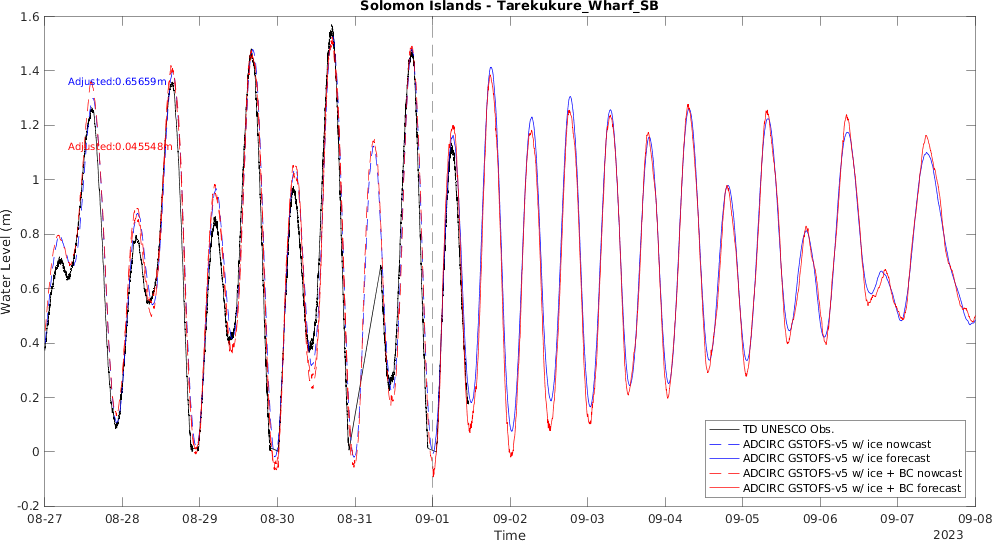 Solomon Islands - Tarekukure_Wharf_SB
1.6
1.4
1.2
1
0.8
0.6
0.4
0.2
0
-0.2
Water Level (m)
Adjusted:0.65659m
Adjusted:0.045548m
TD UNESCO Obs.
ADCIRC GSTOFS-v5 w/ ice nowcast
ADCIRC GSTOFS-v5 w/ ice forecast
ADCIRC GSTOFS-v5 w/ ice + BC nowcast
ADCIRC GSTOFS-v5 w/ ice + BC forecast
08-27 08-28 08-29 08-30 08-31 09-01 09-02 09-03 09-04 09-05 09-06 09-07 09-08
Time
2023